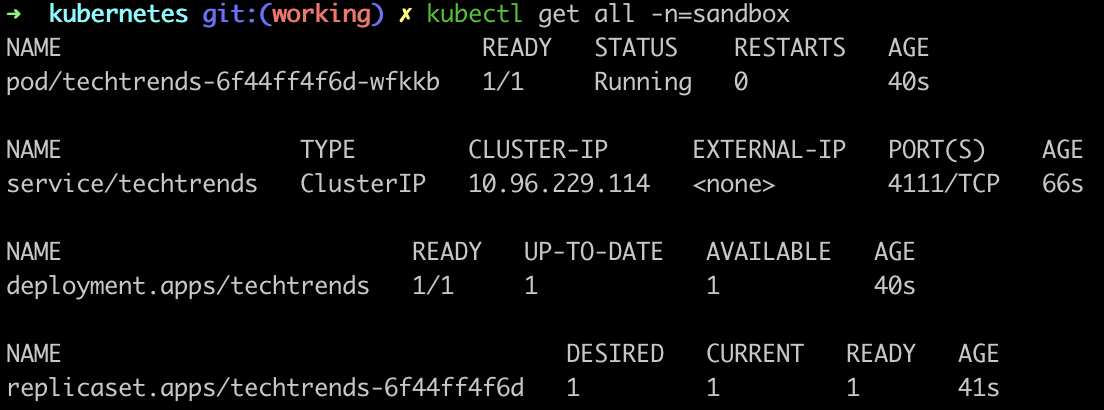 ➜ kubernetes git:(working) ✗ kubectl get all -n=sandbox
NAME READY STATUS RESTARTS AGE
pod/techtrends-6f44ff4f6d-wfkkb 1/1 Running 0 40s
NAME TYPE CLUSTER-IP EXTERNAL-IP PORT(S) AGE
service/techtrends ClusterIP 10.96.229.114 <none> 4111/TCP 66s
NAME READY UP-TO-DATE AVAILABLE AGE
deployment.apps/techtrends 1/1 1 1 40s
NAME DESIRED CURRENT READY AGE
replicaset.apps/techtrends-6f44ff4f6d 1 1 1 41s